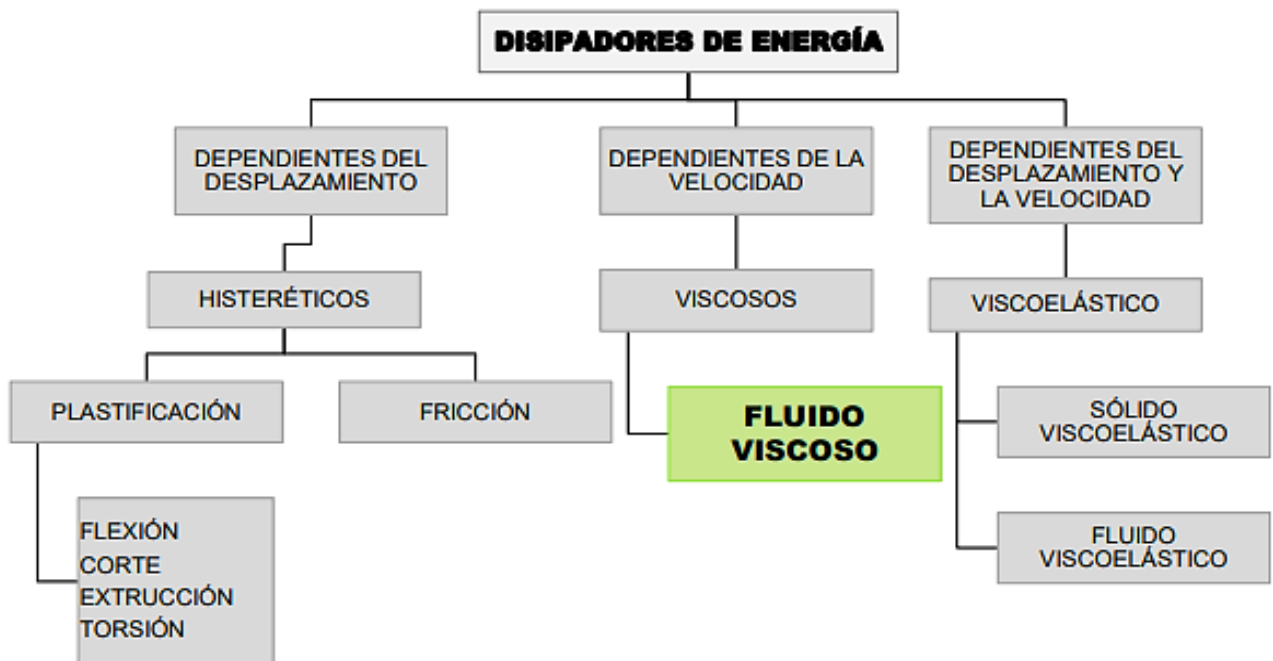 DISIPADORES DE ENERGÍA
DEPENDIENTES DEL
DESPLAZAMIENTO
DEPENDIENTES DE LA
VELOCIDAD
DEPENDIENTES DEL
DESPLAZAMIENTO Y
LA VELOCIDAD
HISTERÉTICOS
VISCOSOS
VISCOELÁSTICO
PLASTIFICACIÓN
FRICCIÓN
FLUIDO
VISCOSO
SÓLIDO
VISCOELÁSTICO
FLUIDO
VISCOELÁSTICO
FLEXIÓN
CORTE
EXTRUCCIÓN
TORSIÓN